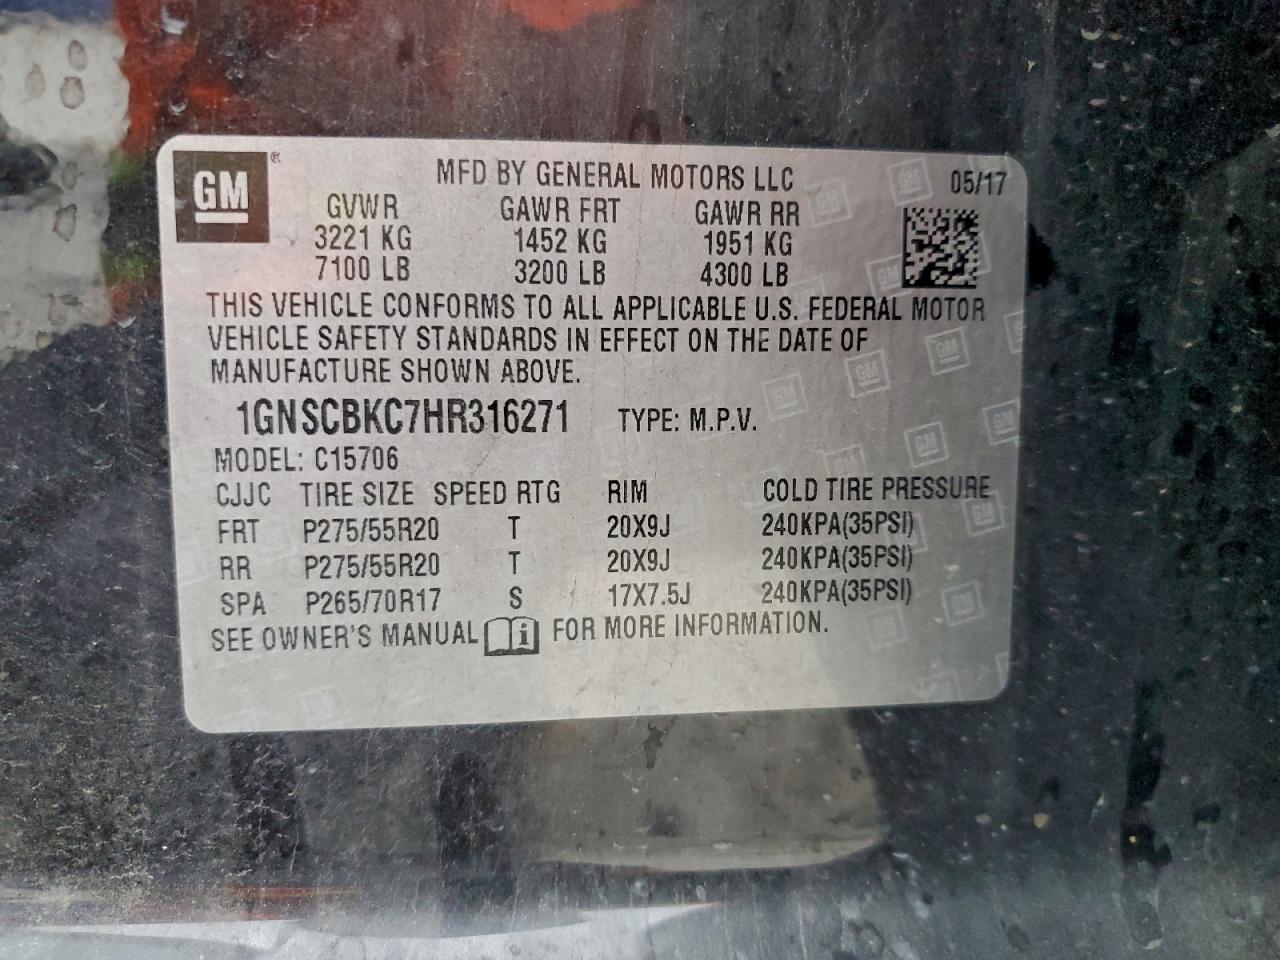 GM®
MFD BY GENERAL MOTORS LLC
05/17
GVWR GAWR FRT GAWR RR
3221 KG 1452 KG 1951 KG
7100 LB 3200 LB 4300 LB
THIS VEHICLE CONFORMS TO ALL APPLICABLE U.S. FEDERAL MOTOR
VEHICLE SAFETY STANDARDS IN EFFECT ON THE DATE OF
MANUFACTURE SHOWN ABOVE.
1GNSCBKC7HR316271 TYPE: M.P.V.
MODEL: C15706
CJJC TIRE SIZE SPEED RTG RIM COLD TIRE PRESSURE
FRT P275/55R20 T 20X9J 240KPA(35PSI)
RR P275/55R20 T 20X9J 240KPA(35PSI)
SPA P265/70R17 S 17X7.5J 240KPA(35PSI)
SEE OWNER'S MANUAL i FOR MORE INFORMATION.